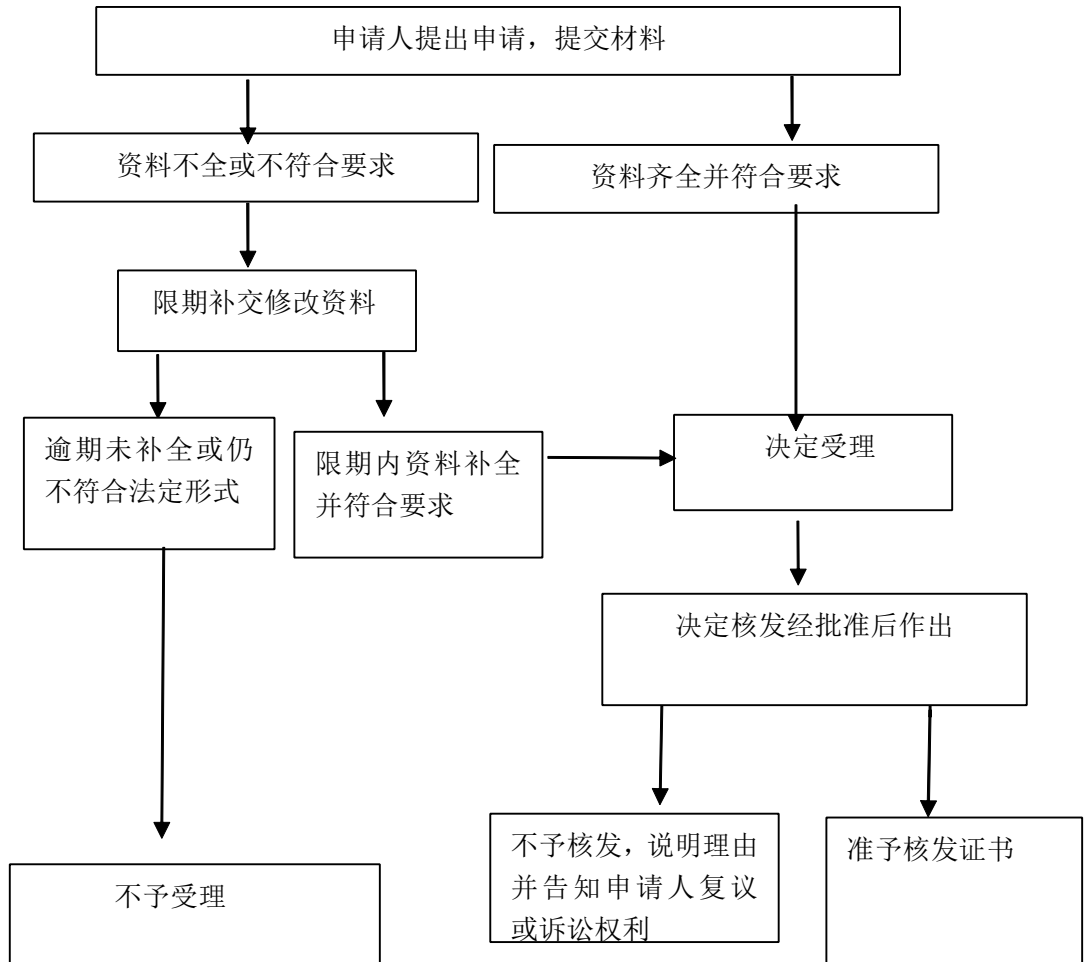 申请人提出申请，提交材料
资料不全或不符合要求
资料齐全并符合要求
限期补交修改资料
逾期未补全或仍
不符合法定形式
限期内资料补全
并符合要求
决定受理
决定核发经批准后作出
不予核发，说明理由
并告知申请人复议
或诉讼权利
准予核发证书
不予受理